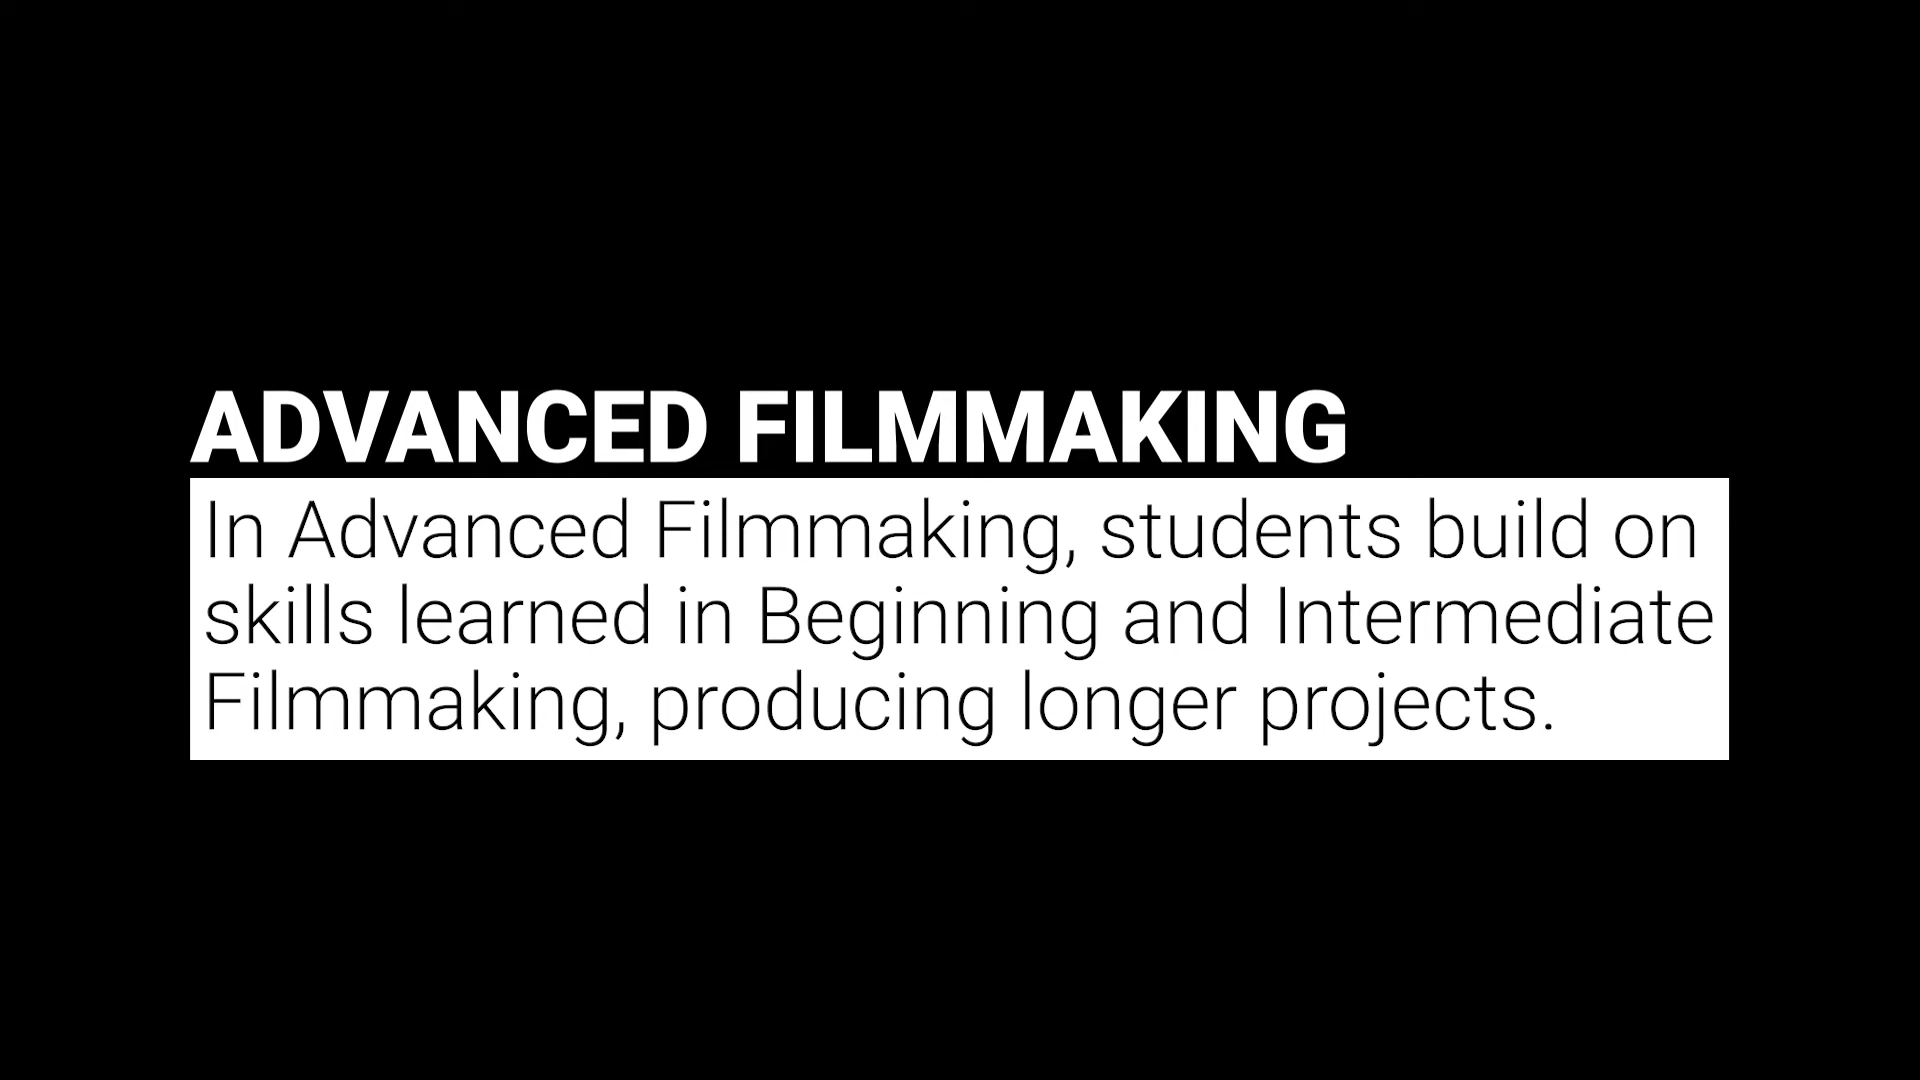 ADVANCED FILMMAKING
In Advanced Filmmaking, students build on
skills learned in Beginning and Intermediate
Filmmaking, producing longer projects.